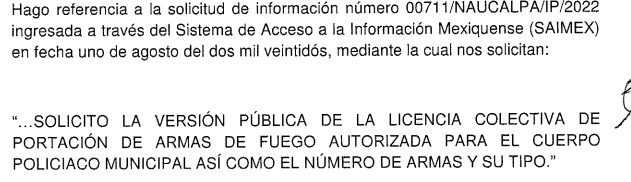 Hago referencia a la solicitud de información número 00711/NAUCALPA/IP/2022
ingresada a través del Sistema de Acceso a la Información Mexiquense (SAIMEX)
en fecha uno de agosto del dos mil veintidós, mediante la cual nos solicitan:
"...SOLICITO LA VERSIÓN PÚBLICA DE LA LICENCIA COLECTIVA DE
PORTACIÓN DE ARMAS DE FUEGO AUTORIZADA PARA EL CUERPO
POLICIACO MUNICIPAL ASÍ COMO EL NÚMERO DE ARMAS Y SU TIPO."